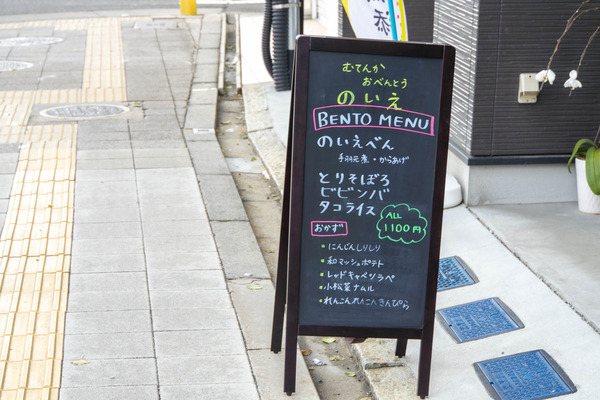 むてんか
おべんとう
のいえ
BENTO MENU
のいえべん
手羽元煮・からあげ
とりそぼろ
ビビンバ
タコライス
ALL
1100円
おかず
にんじんしりしり
和マッシュポテト
レッドキャベツラペ
小松菜ナムル
れんこんれんこんきんぴら